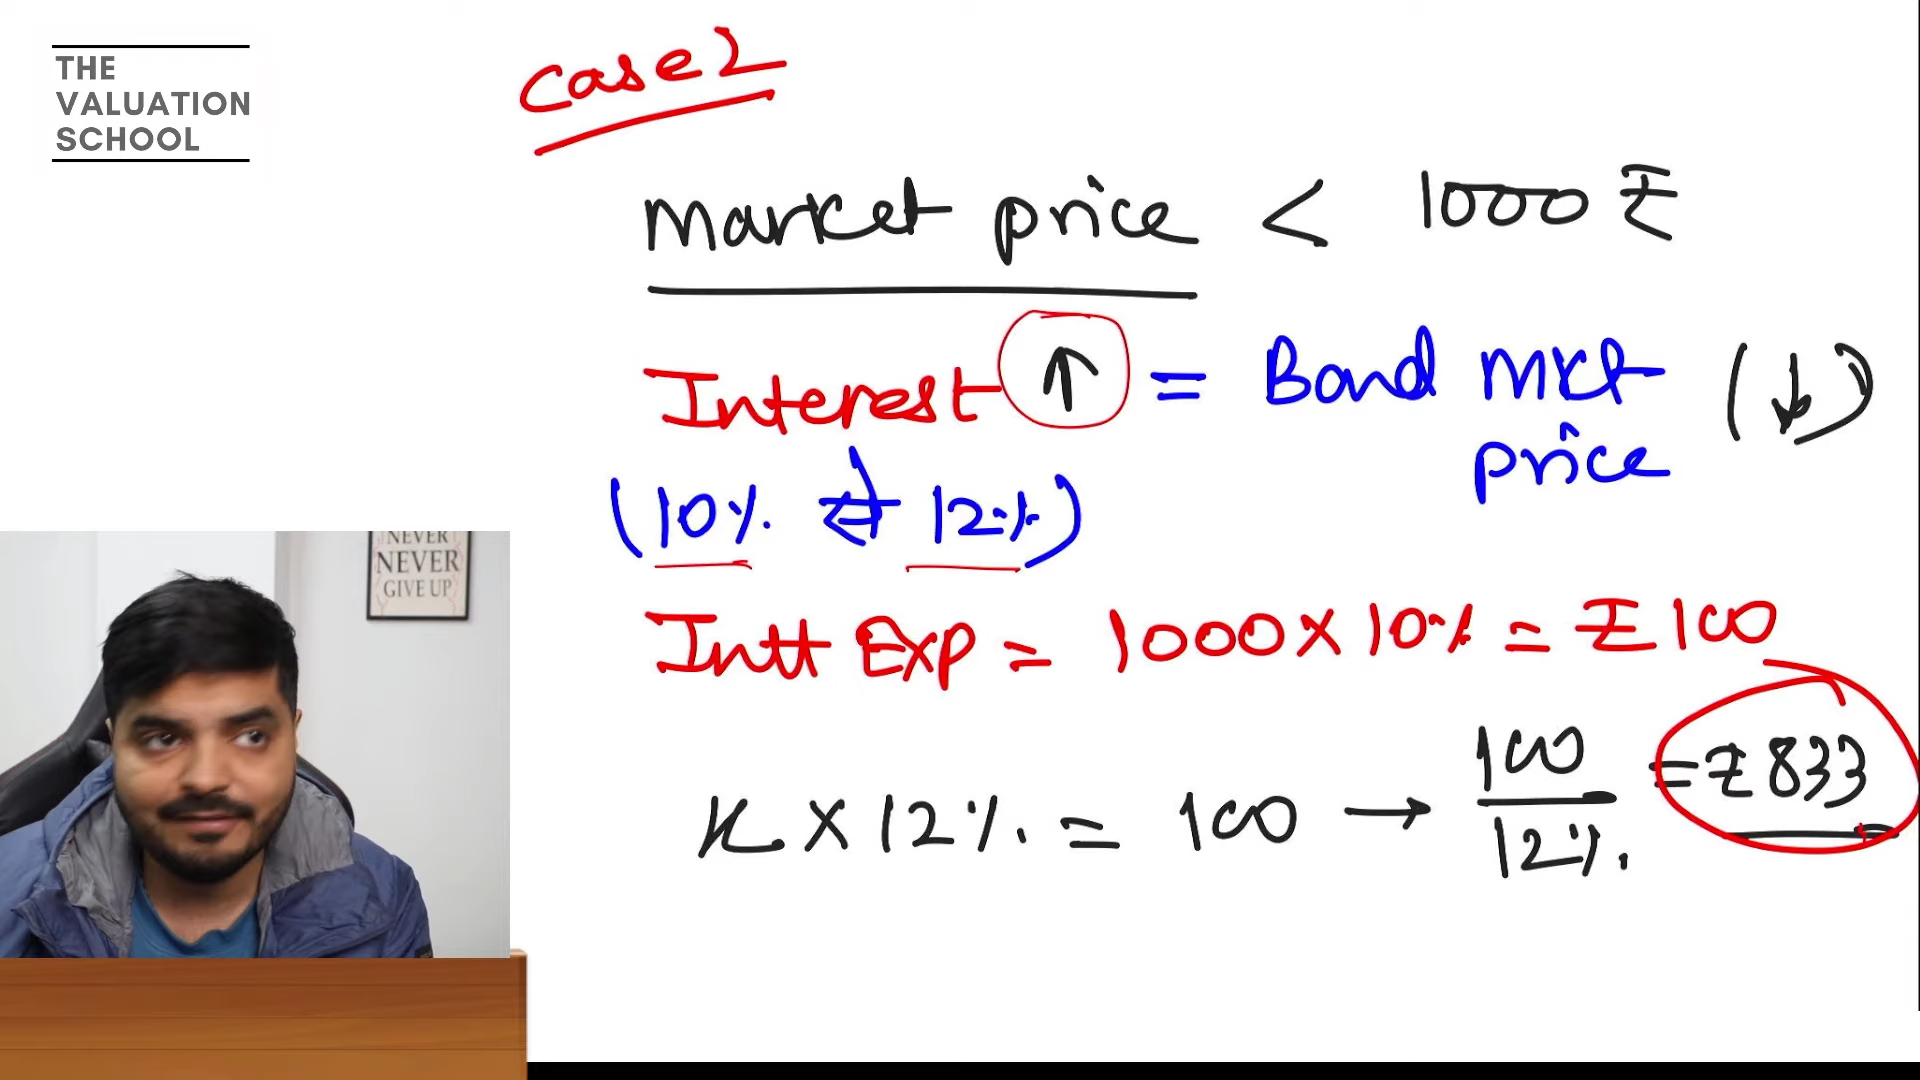 THE
VALUATION
SCHOOL
Case 2
Market price < 1000 ₹
Interest ↑ = Bond Mkt (↓)
price
(10% → 12%)
Intt Exp = 1000 x 10% = ₹ 100
x X 12% = 100 → 100/12% = ₹ 833
NEVER
NEVER
GIVE UP